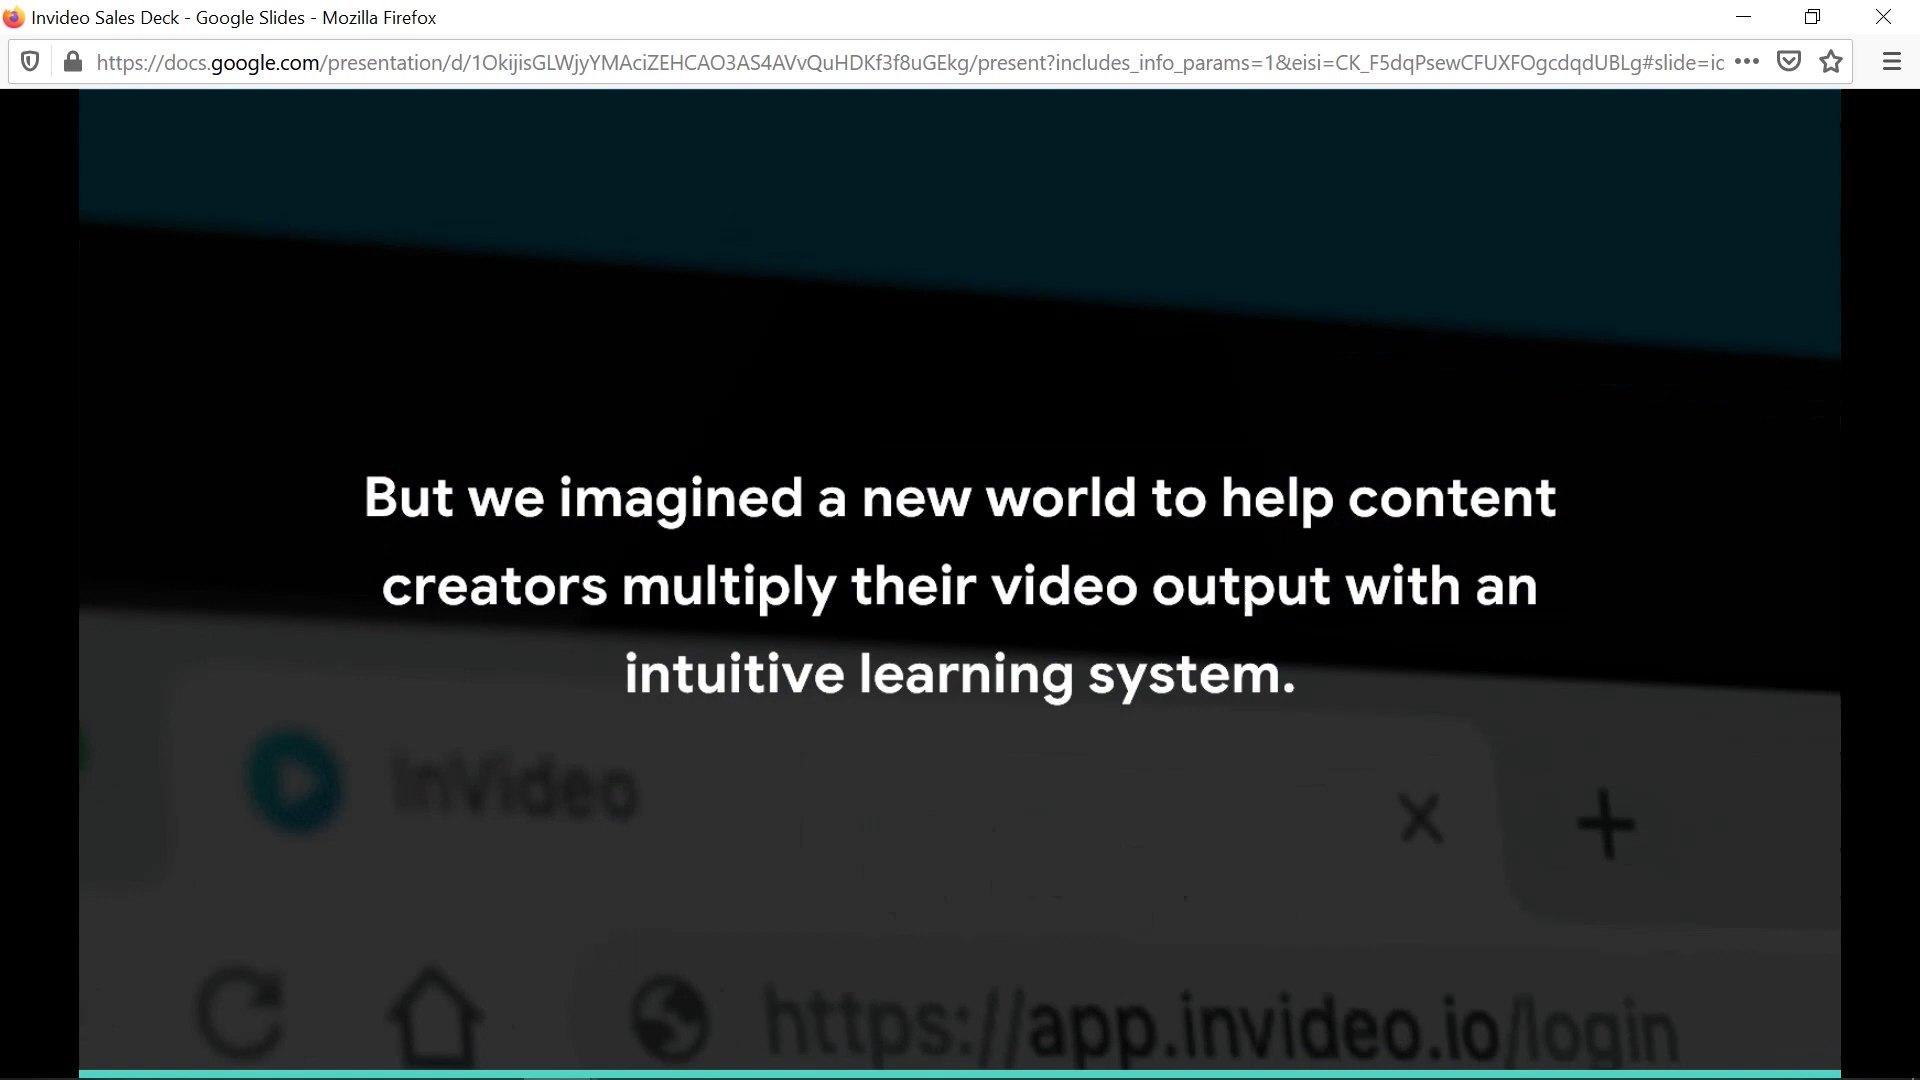 Invideo Sales Deck - Google Slides - Mozilla Firefox
https://docs.google.com/presentation/d/1OkijisGLWjyYMAciZEHCAO3AS4AVvQuHDKf3f8uGEkg/present?includes_info_params=1&eisi=CK_F5dqPsewCFUXFOgcdqdUBLg#slide=ic
But we imagined a new world to help content
creators multiply their video output with an
intuitive learning system.
InVideo
https://app.invideo.io/login